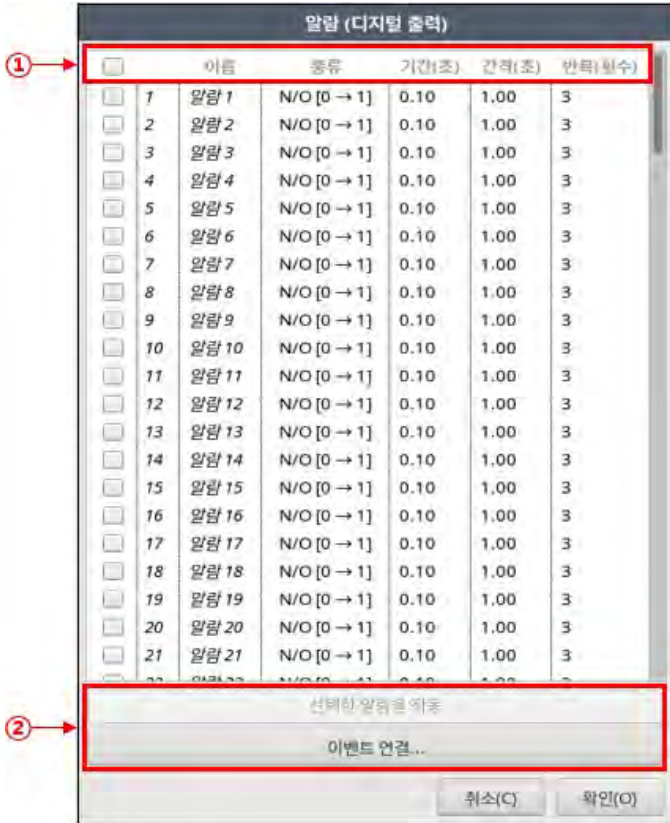 알람 (디지털 출력)
① 이름 종류 기간(초) 간격(초) 반복(횟수)
1 알람 1 N/O [0 → 1] 0.10 1.00 3
2 알람 2 N/O [0 → 1] 0.10 1.00 3
3 알람 3 N/O [0 → 1] 0.10 1.00 3
4 알람 4 N/O [0 → 1] 0.10 1.00 3
5 알람 5 N/O [0 → 1] 0.10 1.00 3
6 알람 6 N/O [0 → 1] 0.10 1.00 3
7 알람 7 N/O [0 → 1] 0.10 1.00 3
8 알람 8 N/O [0 → 1] 0.10 1.00 3
9 알람 9 N/O [0 → 1] 0.10 1.00 3
10 알람 10 N/O [0 → 1] 0.10 1.00 3
11 알람 11 N/O [0 → 1] 0.10 1.00 3
12 알람 12 N/O [0 → 1] 0.10 1.00 3
13 알람 13 N/O [0 → 1] 0.10 1.00 3
14 알람 14 N/O [0 → 1] 0.10 1.00 3
15 알람 15 N/O [0 → 1] 0.10 1.00 3
16 알람 16 N/O [0 → 1] 0.10 1.00 3
17 알람 17 N/O [0 → 1] 0.10 1.00 3
18 알람 18 N/O [0 → 1] 0.10 1.00 3
19 알람 19 N/O [0 → 1] 0.10 1.00 3
20 알람 20 N/O [0 → 1] 0.10 1.00 3
21 알람 21 N/O [0 → 1] 0.10 1.00 3
선택한 알람을 작동
② 이벤트 연결...
취소(C) 확인(O)